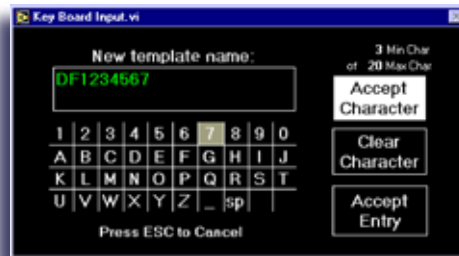 Key Board Input.vi
New template name:
3 Min Char
of 20 Max Char
DF1234567
Accept
Character
1 2 3 4 5 6 7 8 9 0
A B C D E F G H I J
K L M N O P Q R S T
U V W X Y Z _ sp
Clear
Character
Accept
Entry
Press ESC to Cancel